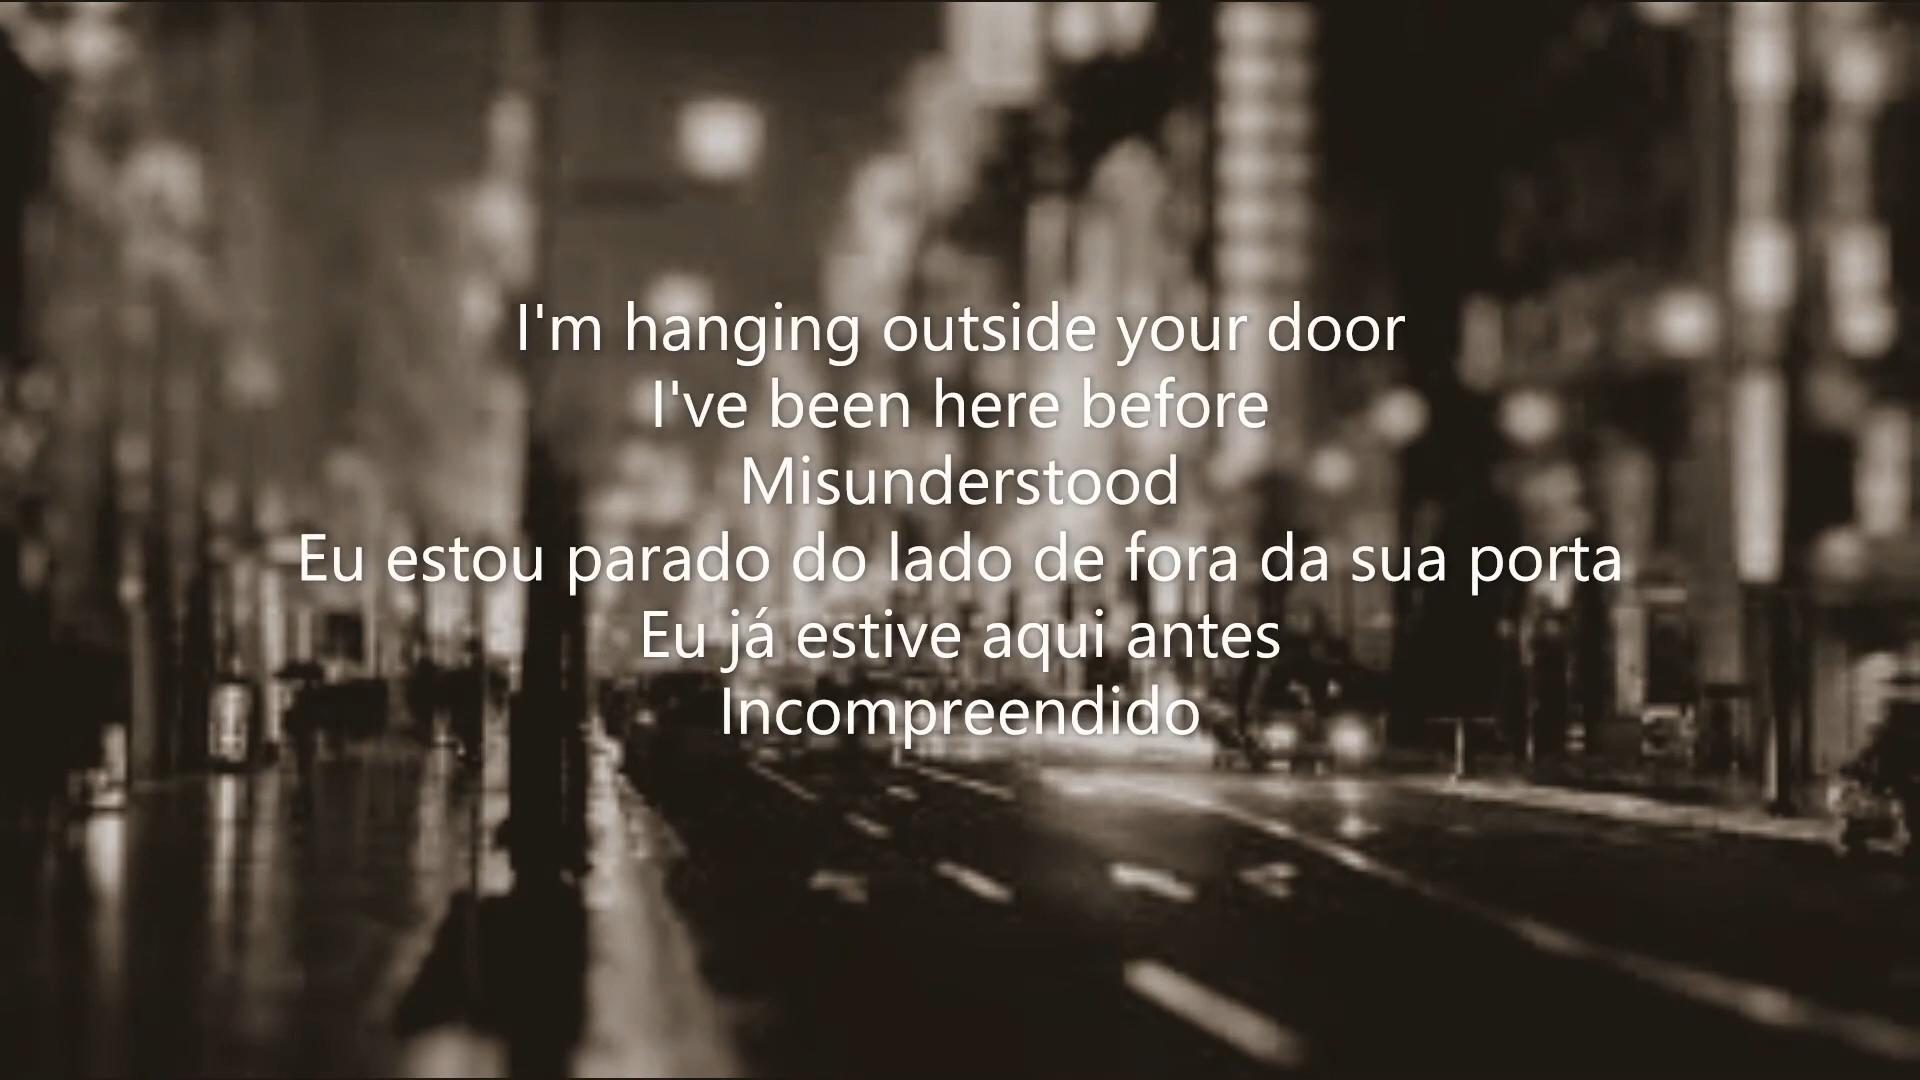 I'm hanging outside your door
I've been here before
Misunderstood
Eu estou parado do lado de fora da sua porta
Eu já estive aqui antes
Incompreendido